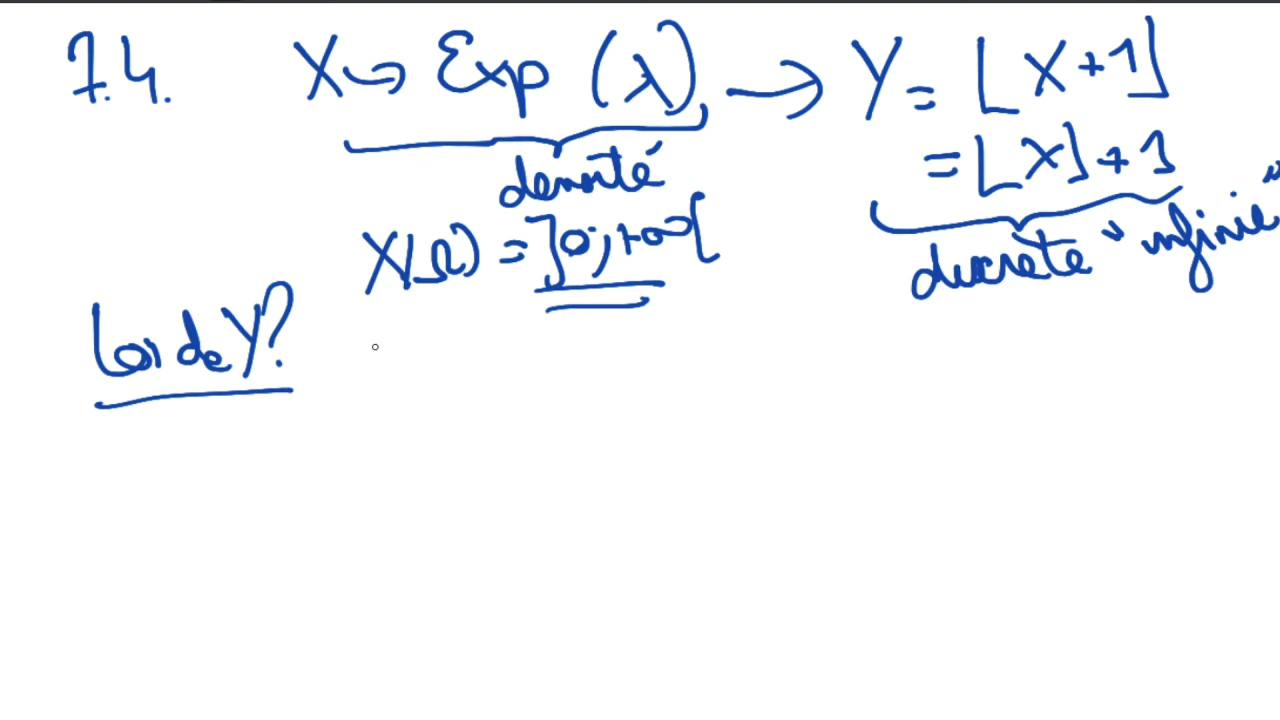 7.4. X ↪ Exp (λ) → Y = ⌊X+1⌋
= ⌊X⌋ + 1
densité
discrète "infinie"
X(Ω) = ]0;+∞[
Loi de Y?